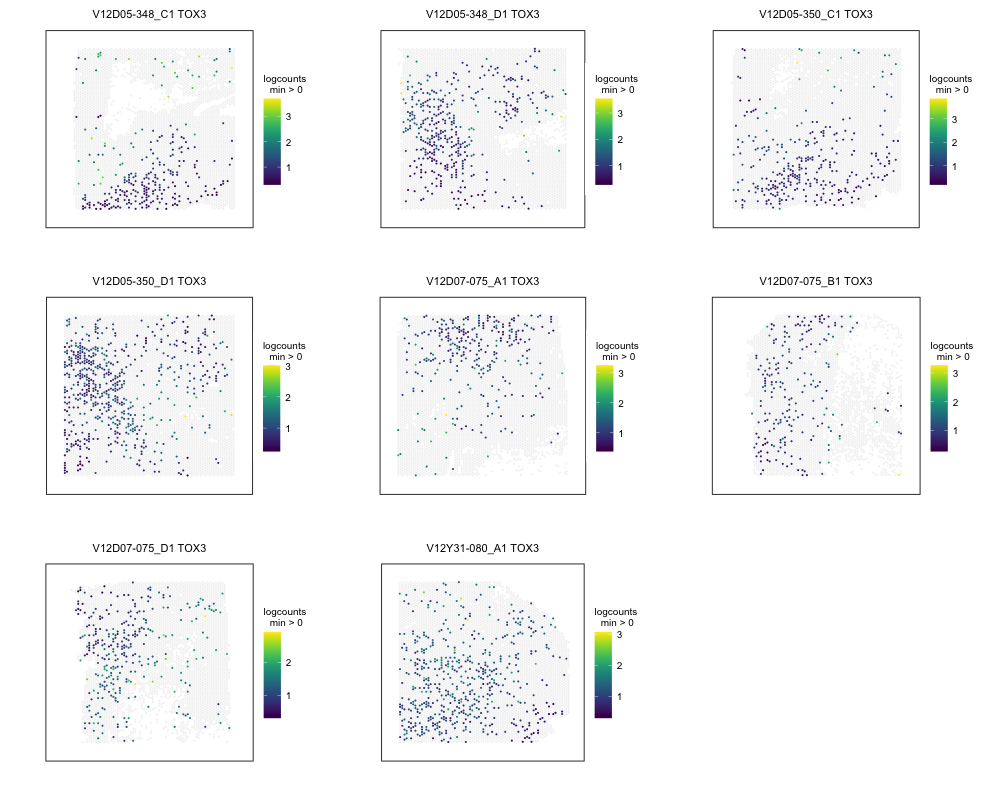 V12D05-348_C1 TOX3
logcounts
min > 0
3
2
1
V12D05-348_D1 TOX3
logcounts
min > 0
3
2
1
V12D05-350_C1 TOX3
logcounts
min > 0
3
2
1
V12D05-350_D1 TOX3
logcounts
min > 0
3
2
1
V12D07-075_A1 TOX3
logcounts
min > 0
3
2
1
V12D07-075_B1 TOX3
logcounts
min > 0
3
2
1
V12D07-075_D1 TOX3
logcounts
min > 0
2
1
V12Y31-080_A1 TOX3
logcounts
min > 0
3
2
1